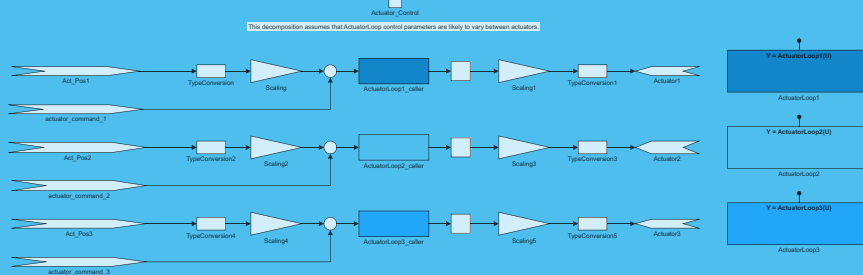 Actuator_Control
This decomposition assumes that ActuatorLoop control parameters are likely to vary between actuators.
Y = ActuatorLoop1(U)
Act_Pos1
TypeConversion
Scaling
ActuatorLoop1_caller
Scaling1
TypeConversion1
Actuator1
ActuatorLoop1
actuator_command_1
Y = ActuatorLoop2(U)
Act_Pos2
TypeConversion2
Scaling2
ActuatorLoop2_caller
Scaling3
TypeConversion3
Actuator2
ActuatorLoop2
actuator_command_2
Y = ActuatorLoop3(U)
Act_Pos3
TypeConversion4
Scaling4
ActuatorLoop3_caller
Scaling5
TypeConversion5
Actuator3
ActuatorLoop3
actuator_command_3